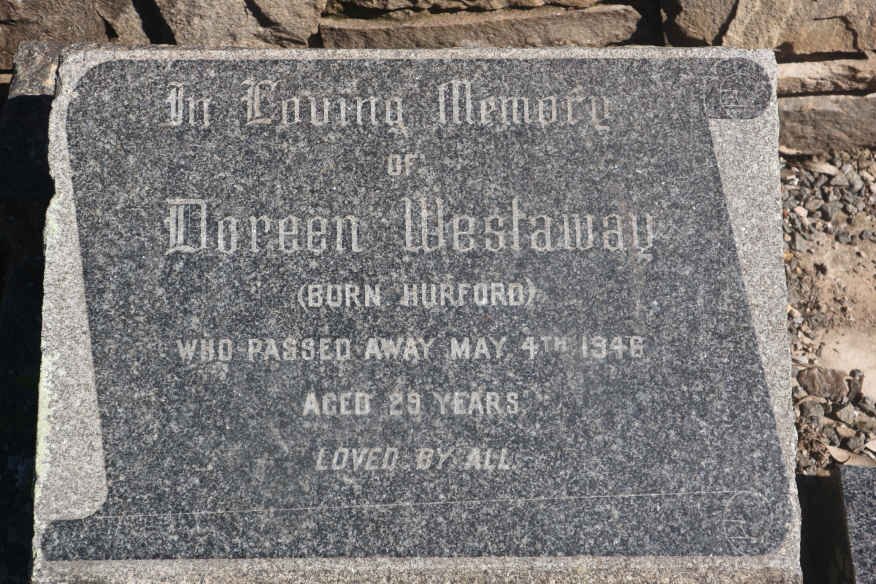 In Loving Memory
OF
Doreen Westaway
(BORN HURFORD)
WHO PASSED AWAY MAY 4TH 1946
AGED 29 YEARS
LOVED BY ALL.